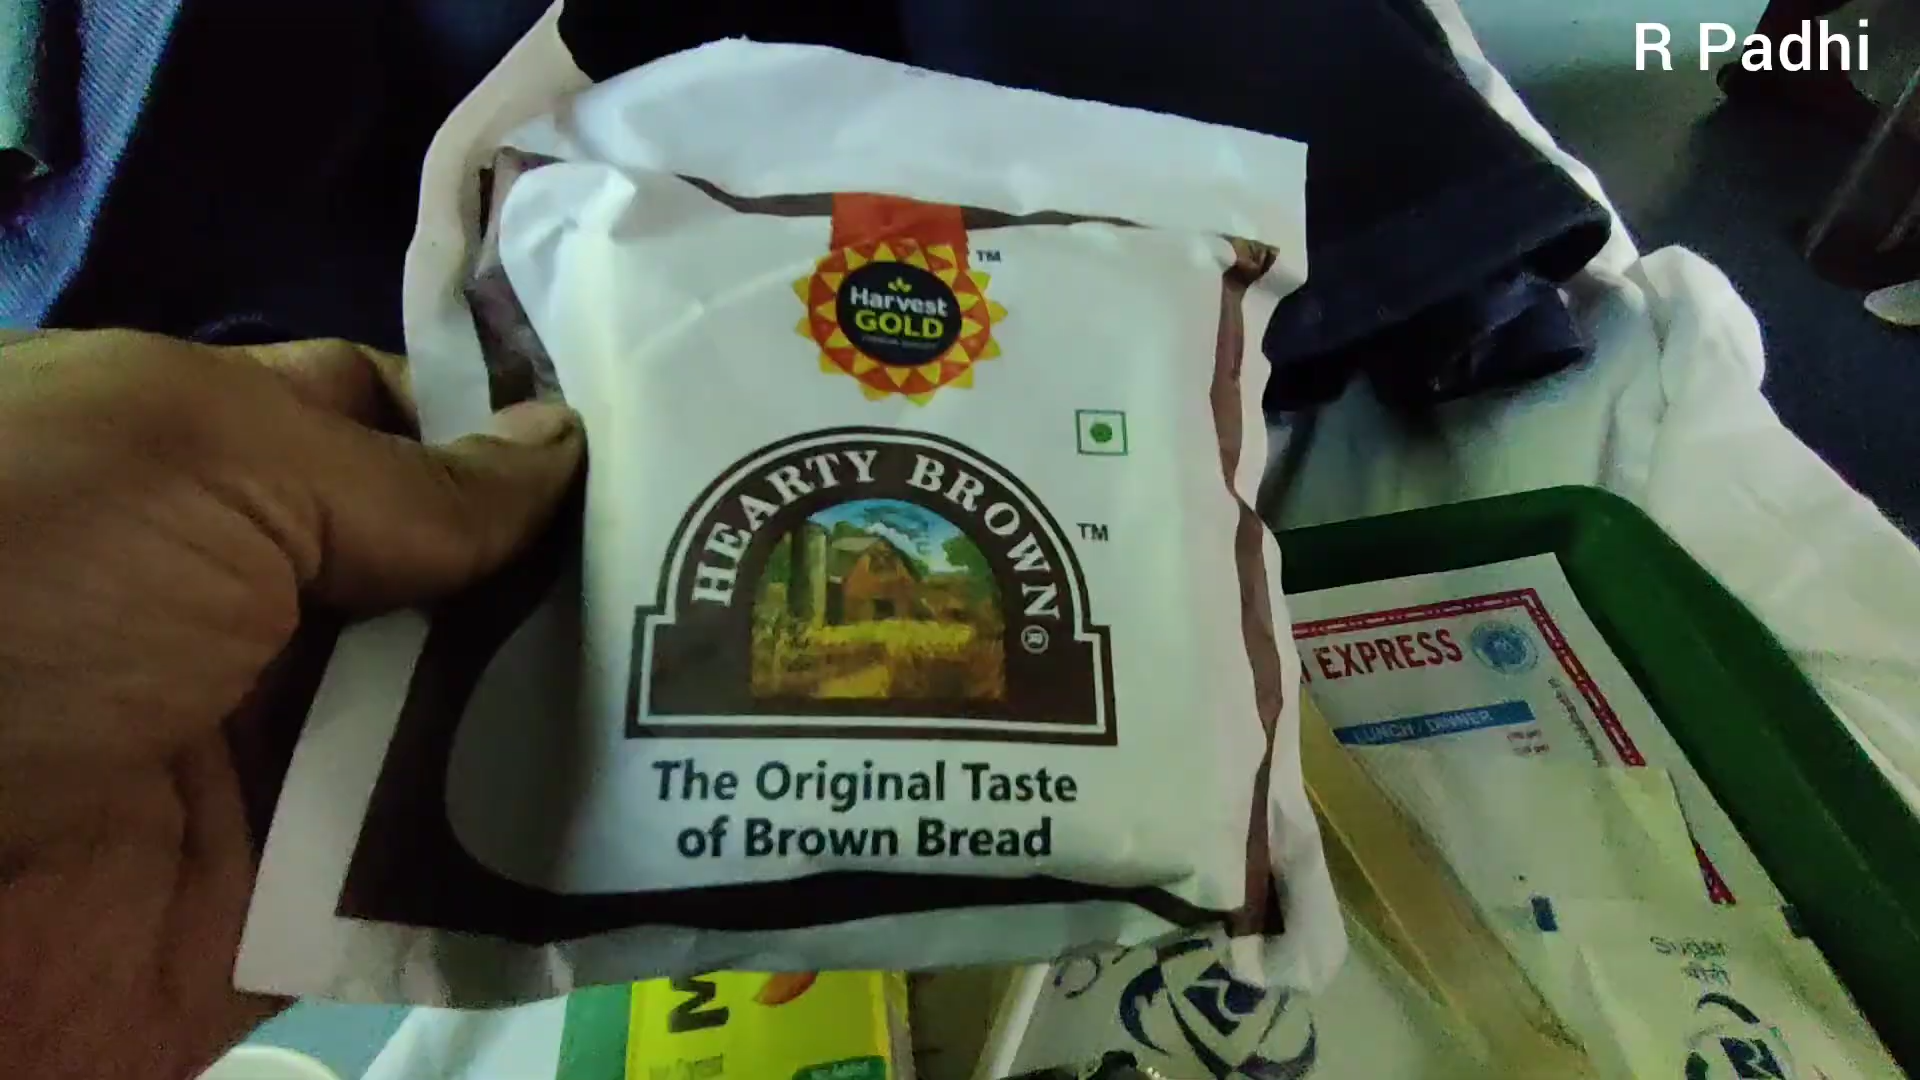 R Padhi
Harvest
GOLD
TM
HEARTY BROWN
®
TM
The Original Taste
of Brown Bread
EXPRESS
LUNCH / DINNER
Sugar
चीनी